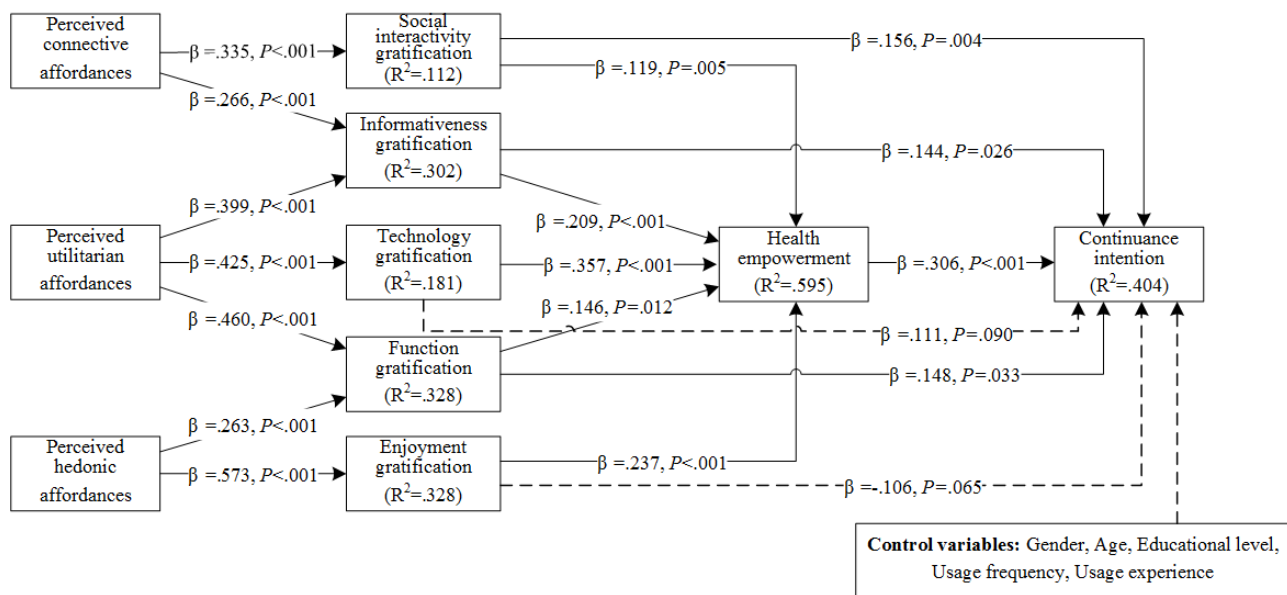 Perceived
connective
affordances
β =.335, P<.001
β =.266, P<.001
Social
interactivity
gratification
(R²=.112)
β =.156, P=.004
β =.119, P=.005
Informativeness
gratification
(R²=.302)
β =.144, P=.026
β =.209, P<.001
Perceived
utilitarian
affordances
β =.399, P<.001
β =.425, P<.001
β =.460, P<.001
Technology
gratification
(R²=.181)
β =.357, P<.001
β =.111, P=.090
Health
empowerment
(R²=.595)
β =.306, P<.001
Continuance
intention
(R²=.404)
Function
gratification
(R²=.328)
β =.146, P=.012
β =.148, P=.033
Perceived
hedonic
affordances
β =.263, P<.001
β =.573, P<.001
Enjoyment
gratification
(R²=.328)
β =.237, P<.001
β =-.106, P=.065
Control variables: Gender, Age, Educational level,
Usage frequency, Usage experience